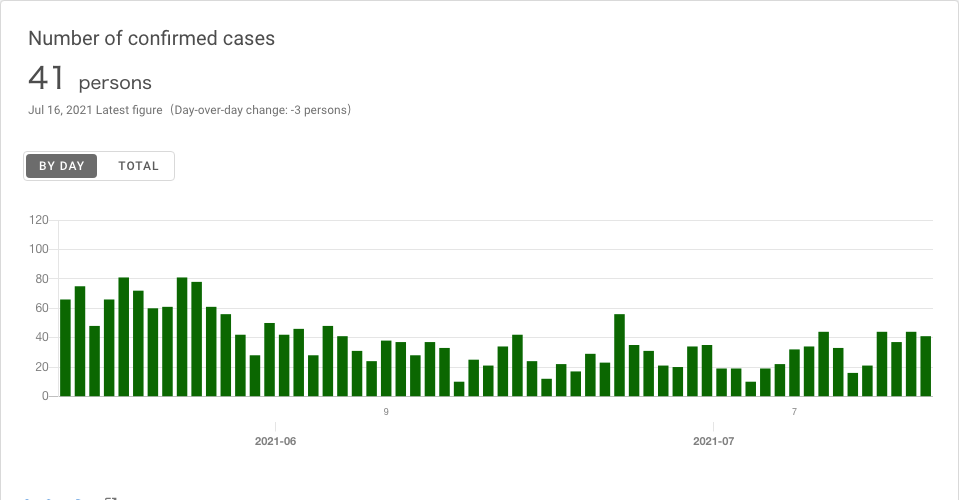 Number of confirmed cases
41 persons
Jul 16, 2021 Latest figure (Day-over-day change: -3 persons)
BY DAY TOTAL
120
100
80
60
40
20
0
9 7
2021-06 2021-07